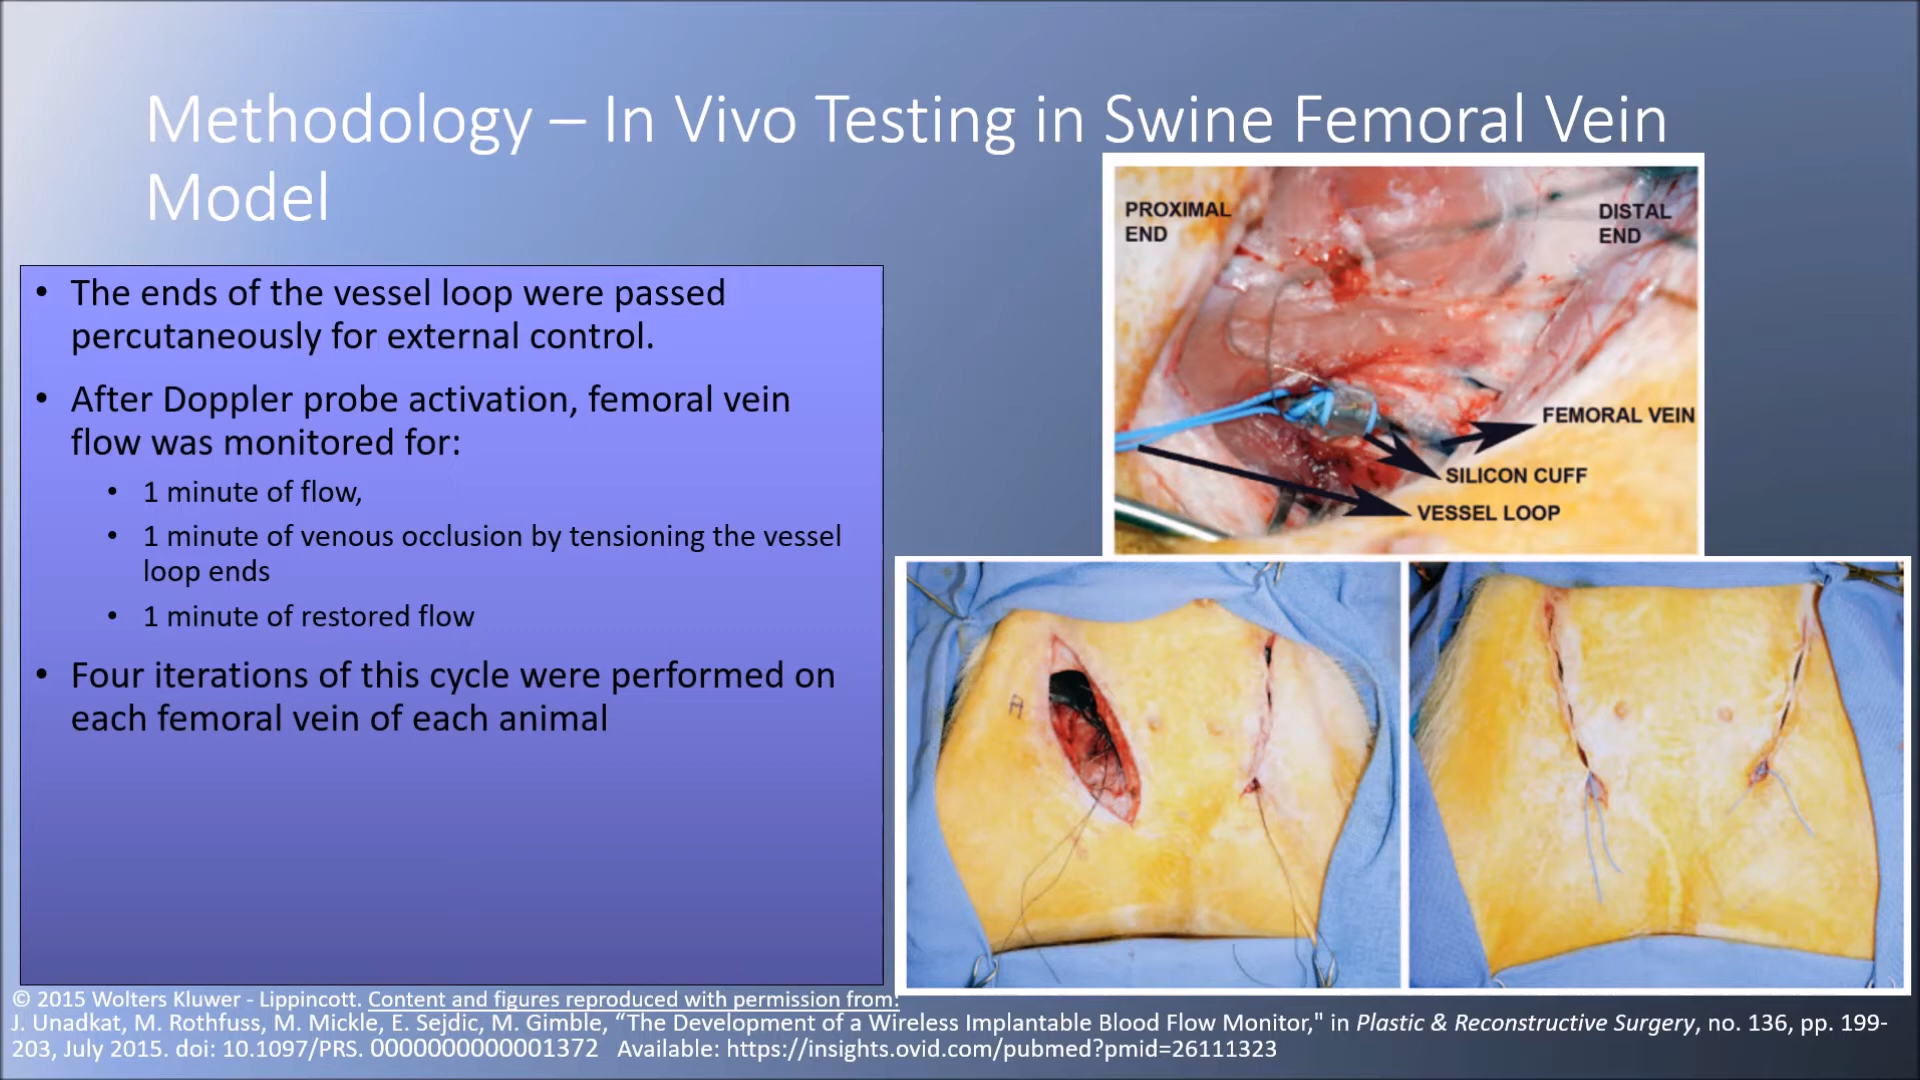 Methodology – In Vivo Testing in Swine Femoral Vein
Model
• The ends of the vessel loop were passed
percutaneously for external control.
• After Doppler probe activation, femoral vein
flow was monitored for:
• 1 minute of flow,
• 1 minute of venous occlusion by tensioning the vessel
loop ends
• 1 minute of restored flow
• Four iterations of this cycle were performed on
each femoral vein of each animal
PROXIMAL
END
DISTAL
END
FEMORAL VEIN
SILICON CUFF
VESSEL LOOP
© 2015 Wolters Kluwer - Lippincott. Content and figures reproduced with permission from:
J. Unadkat, M. Rothfuss, M. Mickle, E. Sejdic, M. Gimble, “The Development of a Wireless Implantable Blood Flow Monitor," in Plastic & Reconstructive Surgery, no. 136, pp. 199-
203, July 2015. doi: 10.1097/PRS. 0000000000001372 Available: https://insights.ovid.com/pubmed?pmid=26111323